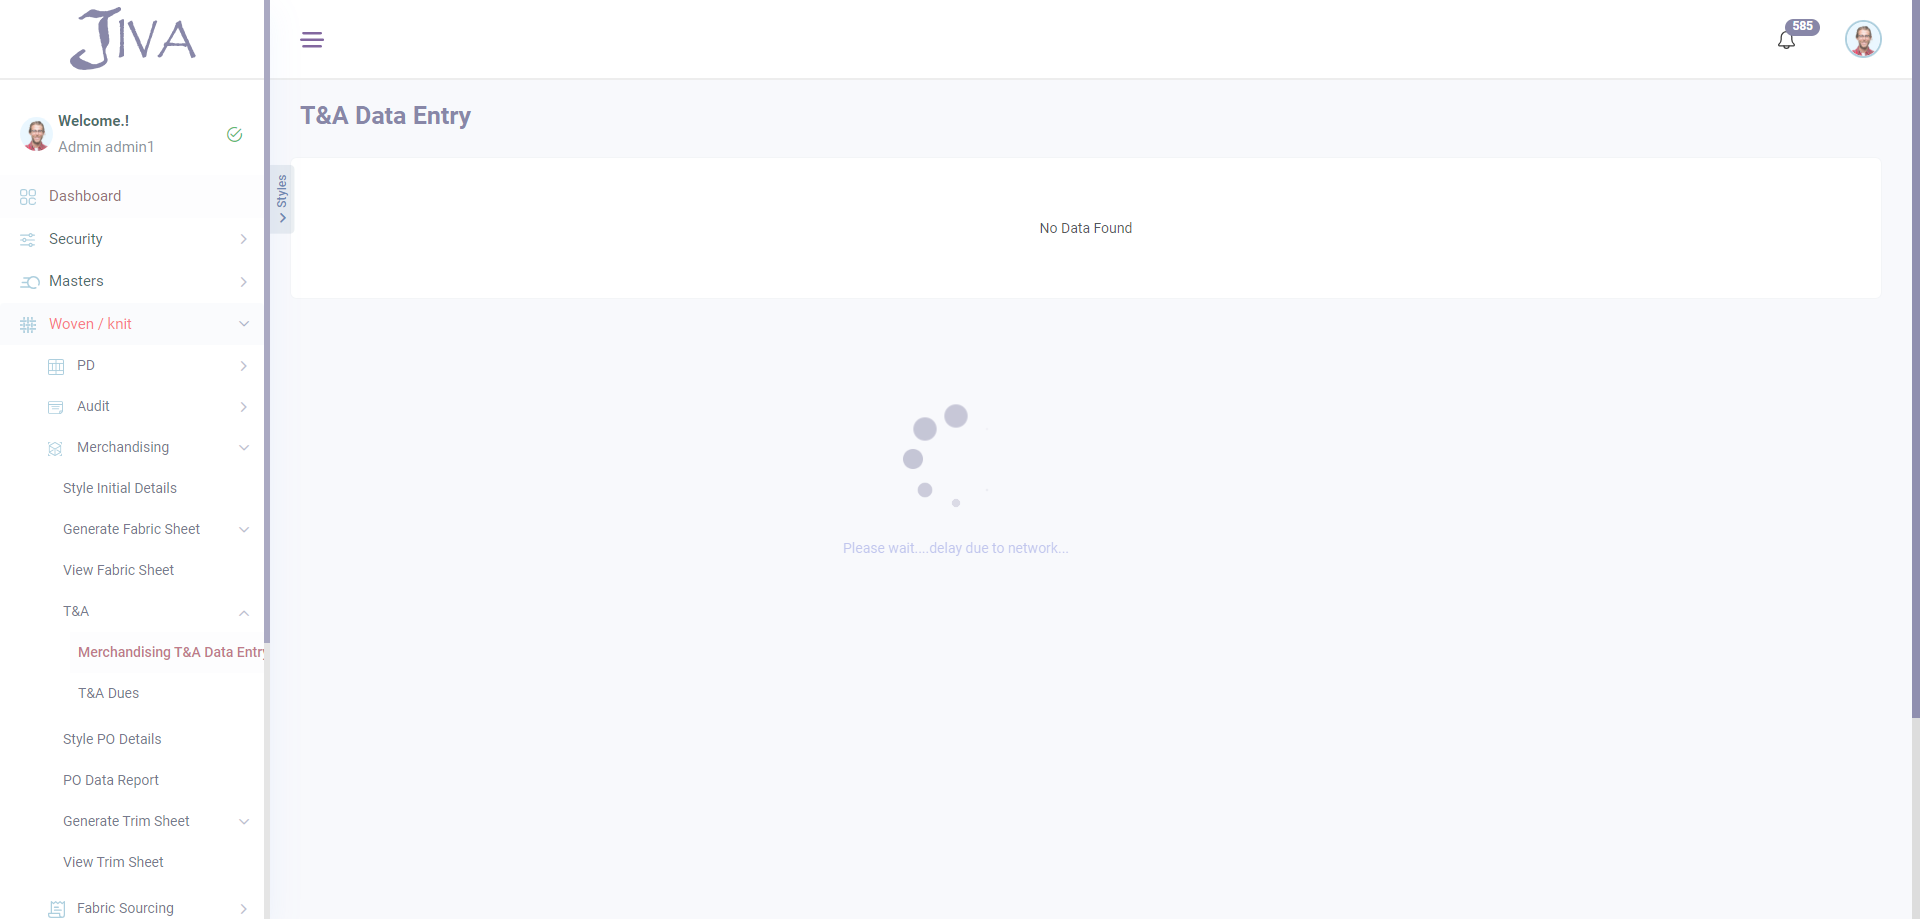 JIVA
585
Welcome.!
Admin admin1
T&A Data Entry
Styles
Dashboard
Security
Masters
Woven / knit
PD
Audit
Merchandising
Style Initial Details
Generate Fabric Sheet
View Fabric Sheet
T&A
Merchandising T&A Data Entry
T&A Dues
Style PO Details
PO Data Report
Generate Trim Sheet
View Trim Sheet
Fabric Sourcing
No Data Found
Please wait....delay due to network...